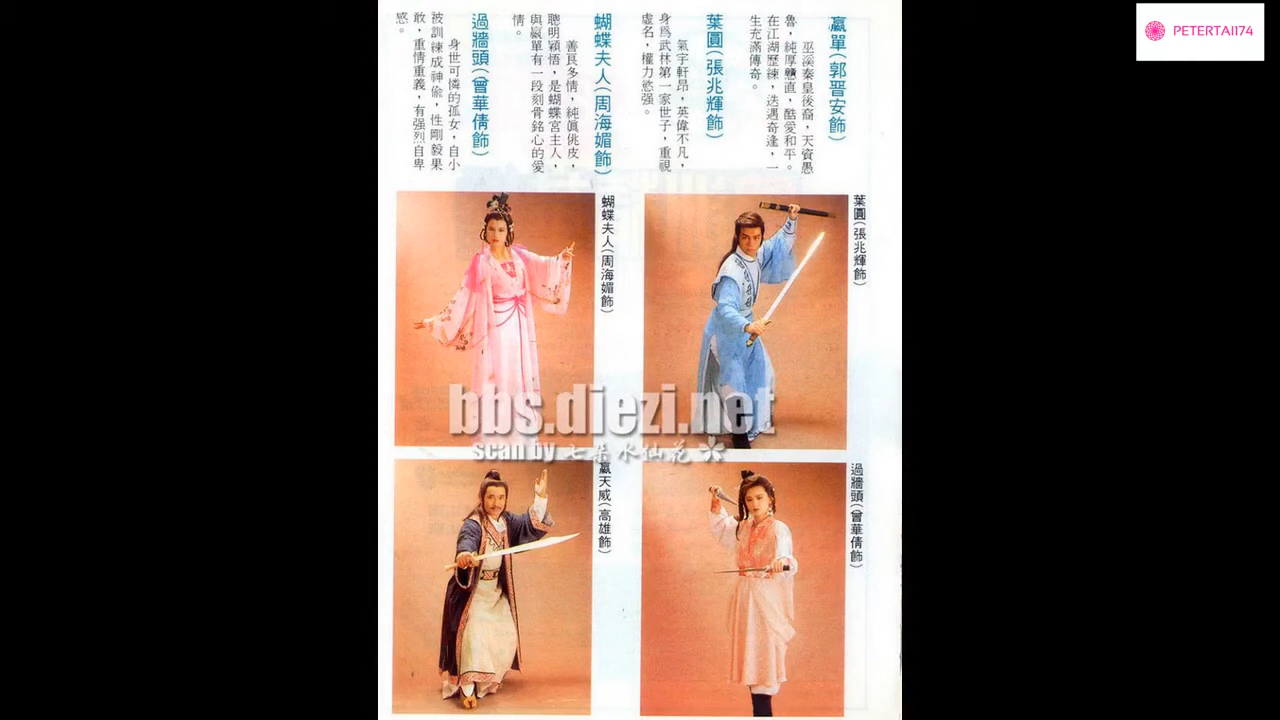 嬴單(郭晋安飾)
巫溪秦皇後裔，天資愚
魯，純厚戇直，酷愛和平。
在江湖歷練，迭遇奇逢，一
生充滿傳奇。
葉圓(張兆輝飾)
氣宇軒昂，英偉不凡，
身爲武林第一家世子，重視
虛名，權力慾强。
蝴蝶夫人(周海媚飾)
善良多情，純眞佻皮，
聰明穎悟，是蝴蝶宮主人，
與嬴單有一段刻骨銘心的愛
情。
過牆頭(曾華倩飾)
身世可憐的孤女，自小
被訓練成神偷，性剛毅果
敢，重情重義，有强烈自卑
感。
葉圓(張兆輝飾)
蝴蝶夫人(周海媚飾)
過牆頭(曾華倩飾)
嬴天威(高雄飾)
bbs.diezi.net
scan by 七朵水仙花
PETERTAI174